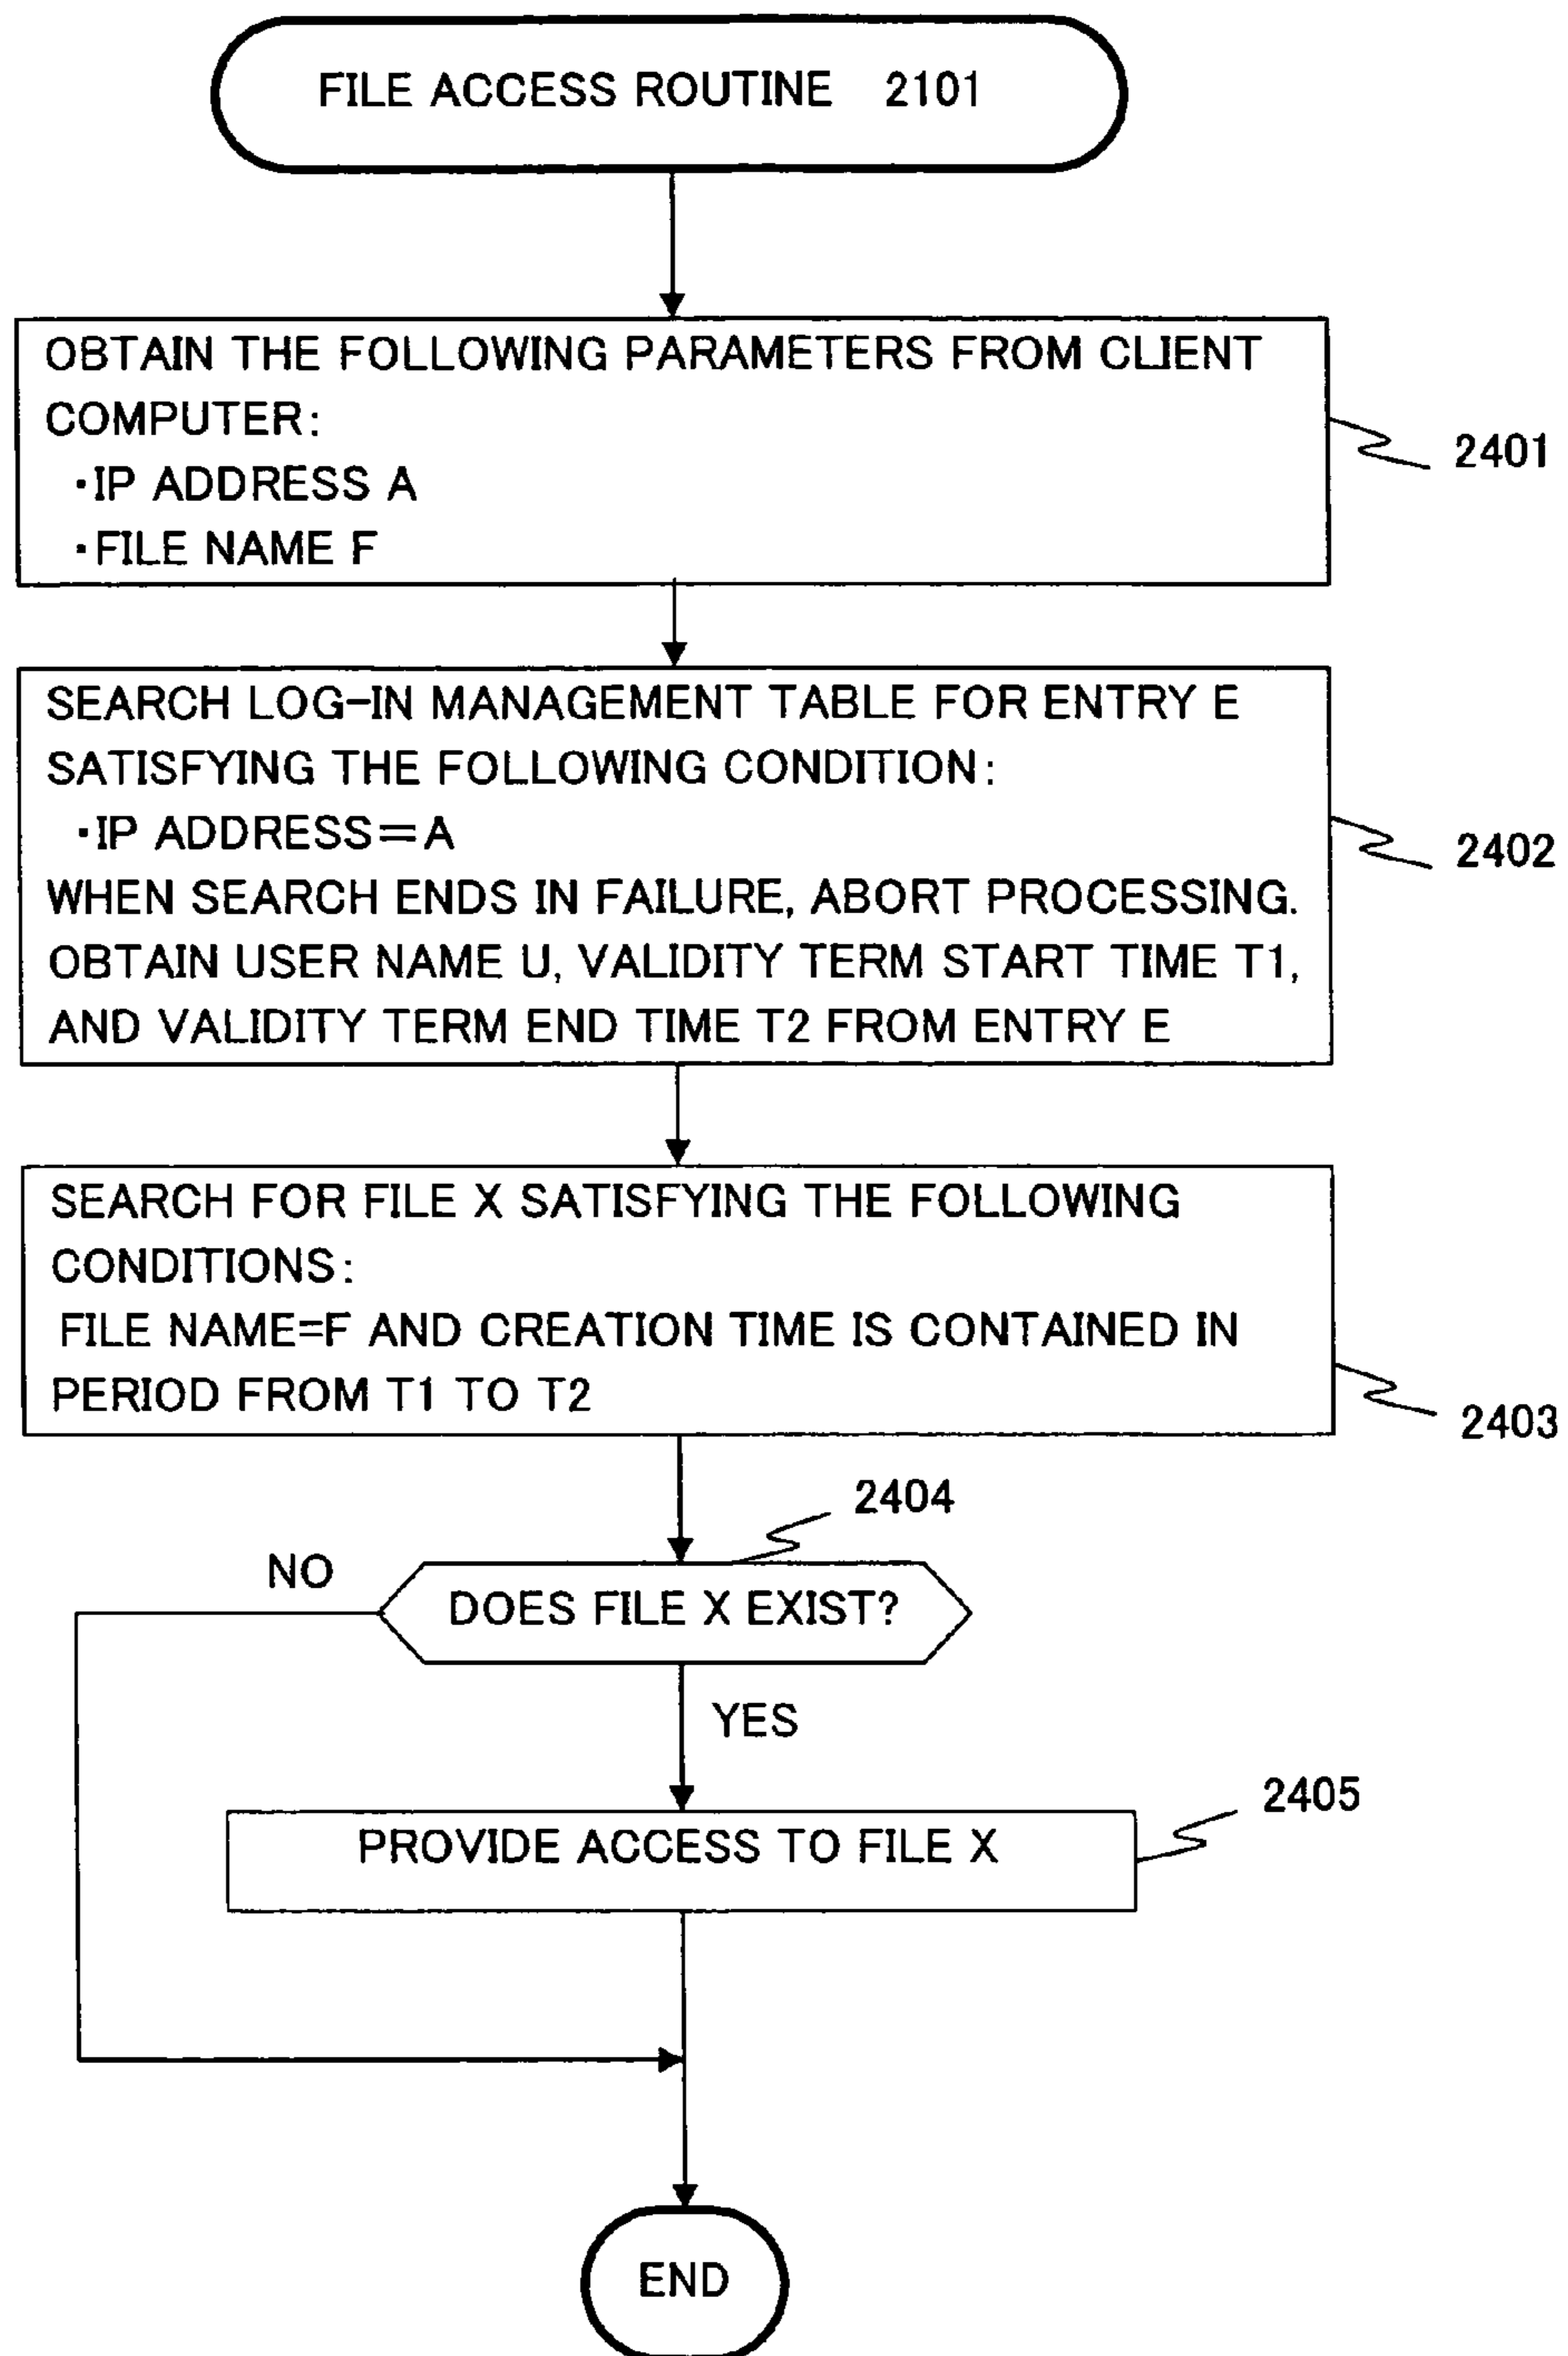 FILE ACCESS ROUTINE 2101
OBTAIN THE FOLLOWING PARAMETERS FROM CLIENT
COMPUTER:
・IP ADDRESS A
・FILE NAME F
2401
SEARCH LOG-IN MANAGEMENT TABLE FOR ENTRY E
SATISFYING THE FOLLOWING CONDITION:
・IP ADDRESS=A
WHEN SEARCH ENDS IN FAILURE, ABORT PROCESSING.
OBTAIN USER NAME U, VALIDITY TERM START TIME T1,
AND VALIDITY TERM END TIME T2 FROM ENTRY E
2402
SEARCH FOR FILE X SATISFYING THE FOLLOWING
CONDITIONS:
FILE NAME=F AND CREATION TIME IS CONTAINED IN
PERIOD FROM T1 TO T2
2403
2404
NO
DOES FILE X EXIST?
YES
2405
PROVIDE ACCESS TO FILE X
END